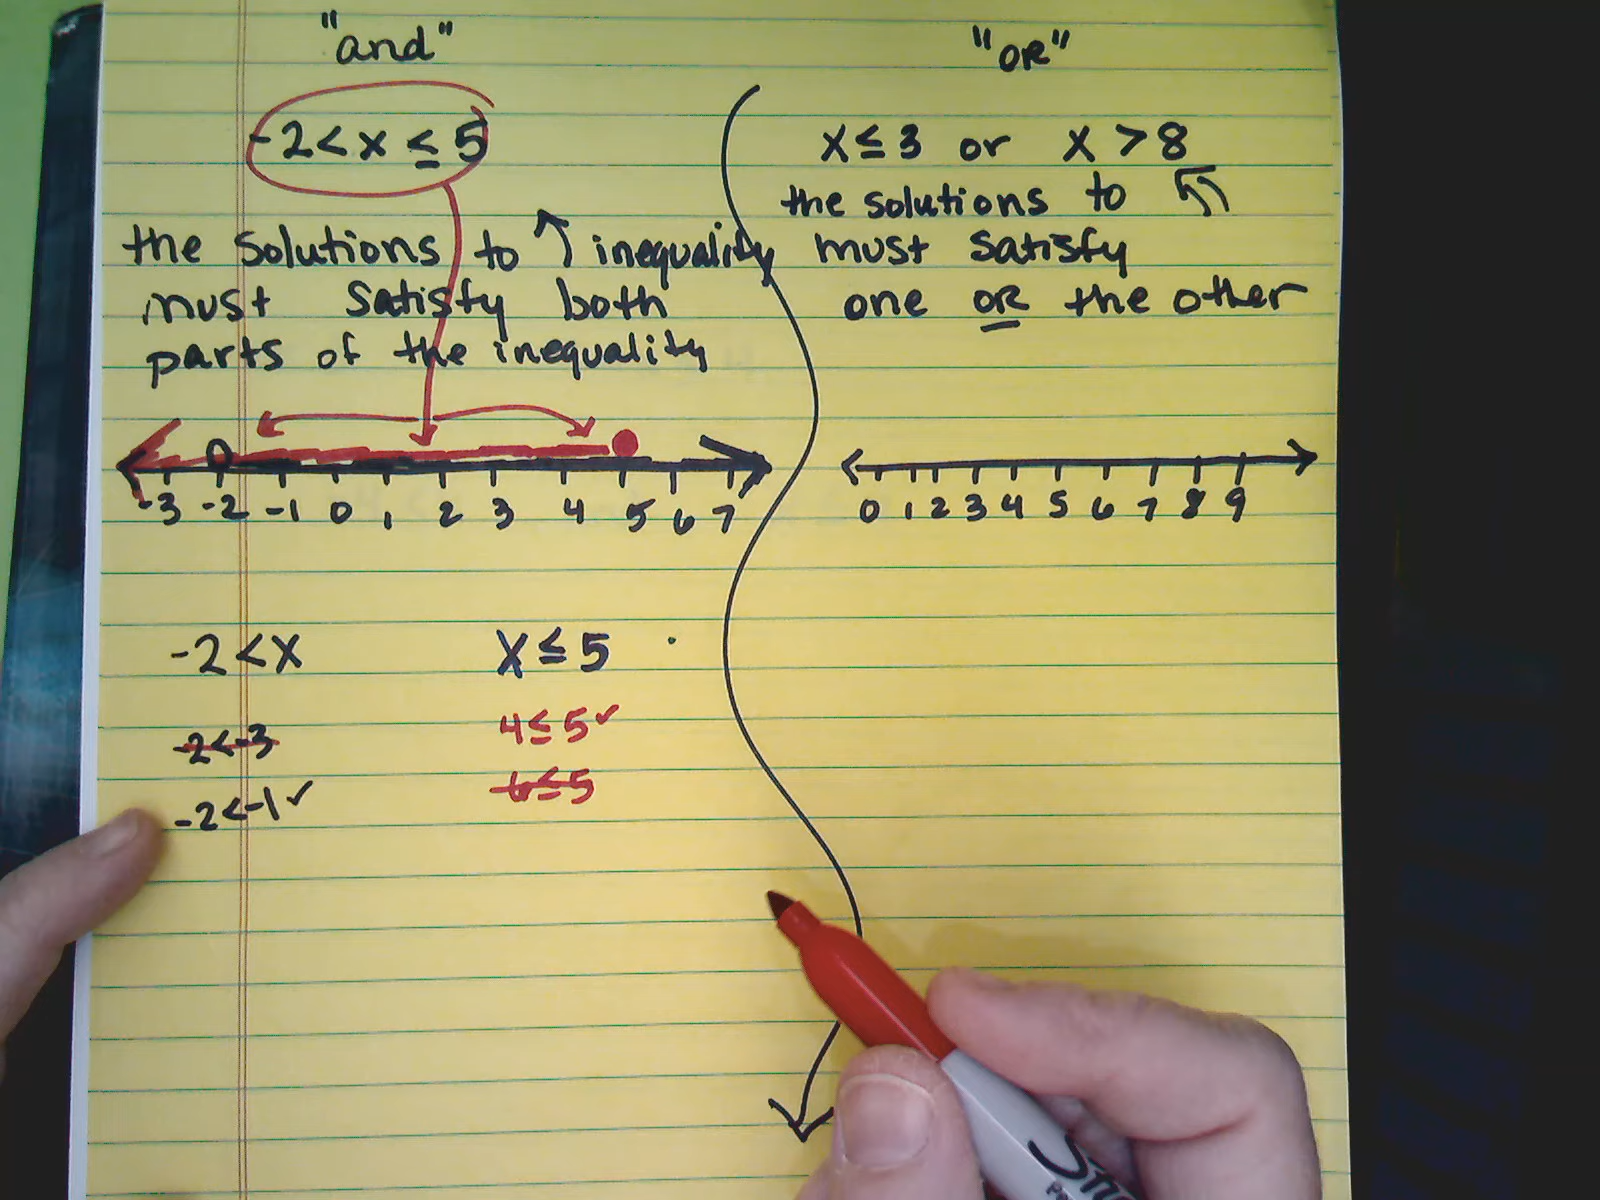 "and"
-2 < x ≤ 5
the solutions to ↑ inequality
must satisfy both
parts of the inequality
-3 -2 -1 0 1 2 3 4 5 6 7
-2 < x
x ≤ 5
-2 < -3
4 ≤ 5 ✓
-2 < -1 ✓
6 ≤ 5
"OR"
x ≤ 3 or x > 8
the solutions to ↖↖
must satisfy
one OR the other
0 1 2 3 4 5 6 7 8 9